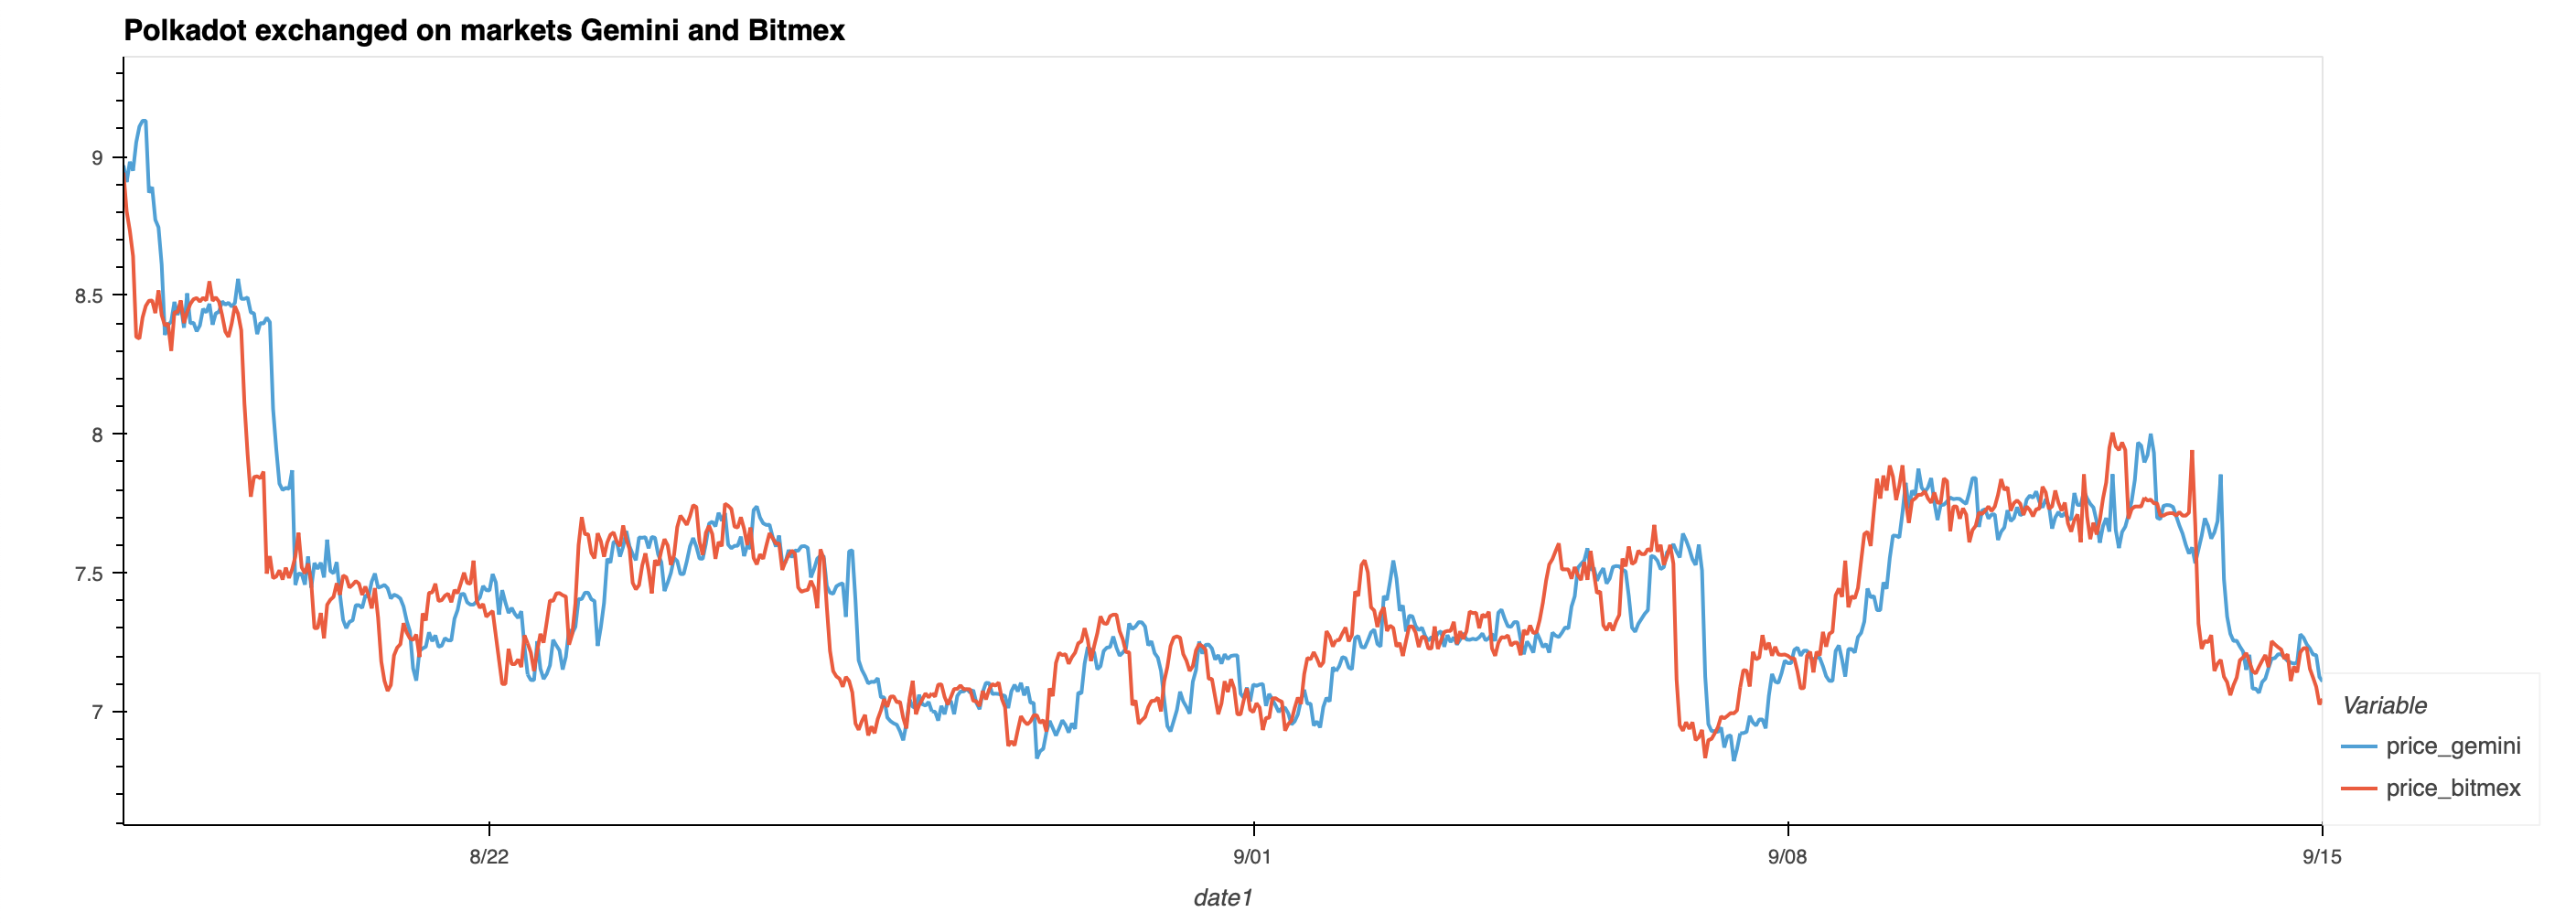 Polkadot exchanged on markets Gemini and Bitmex
9
8.5
8
7.5
7
8/22
9/01
9/08
9/15
date1
Variable
price_gemini
price_bitmex